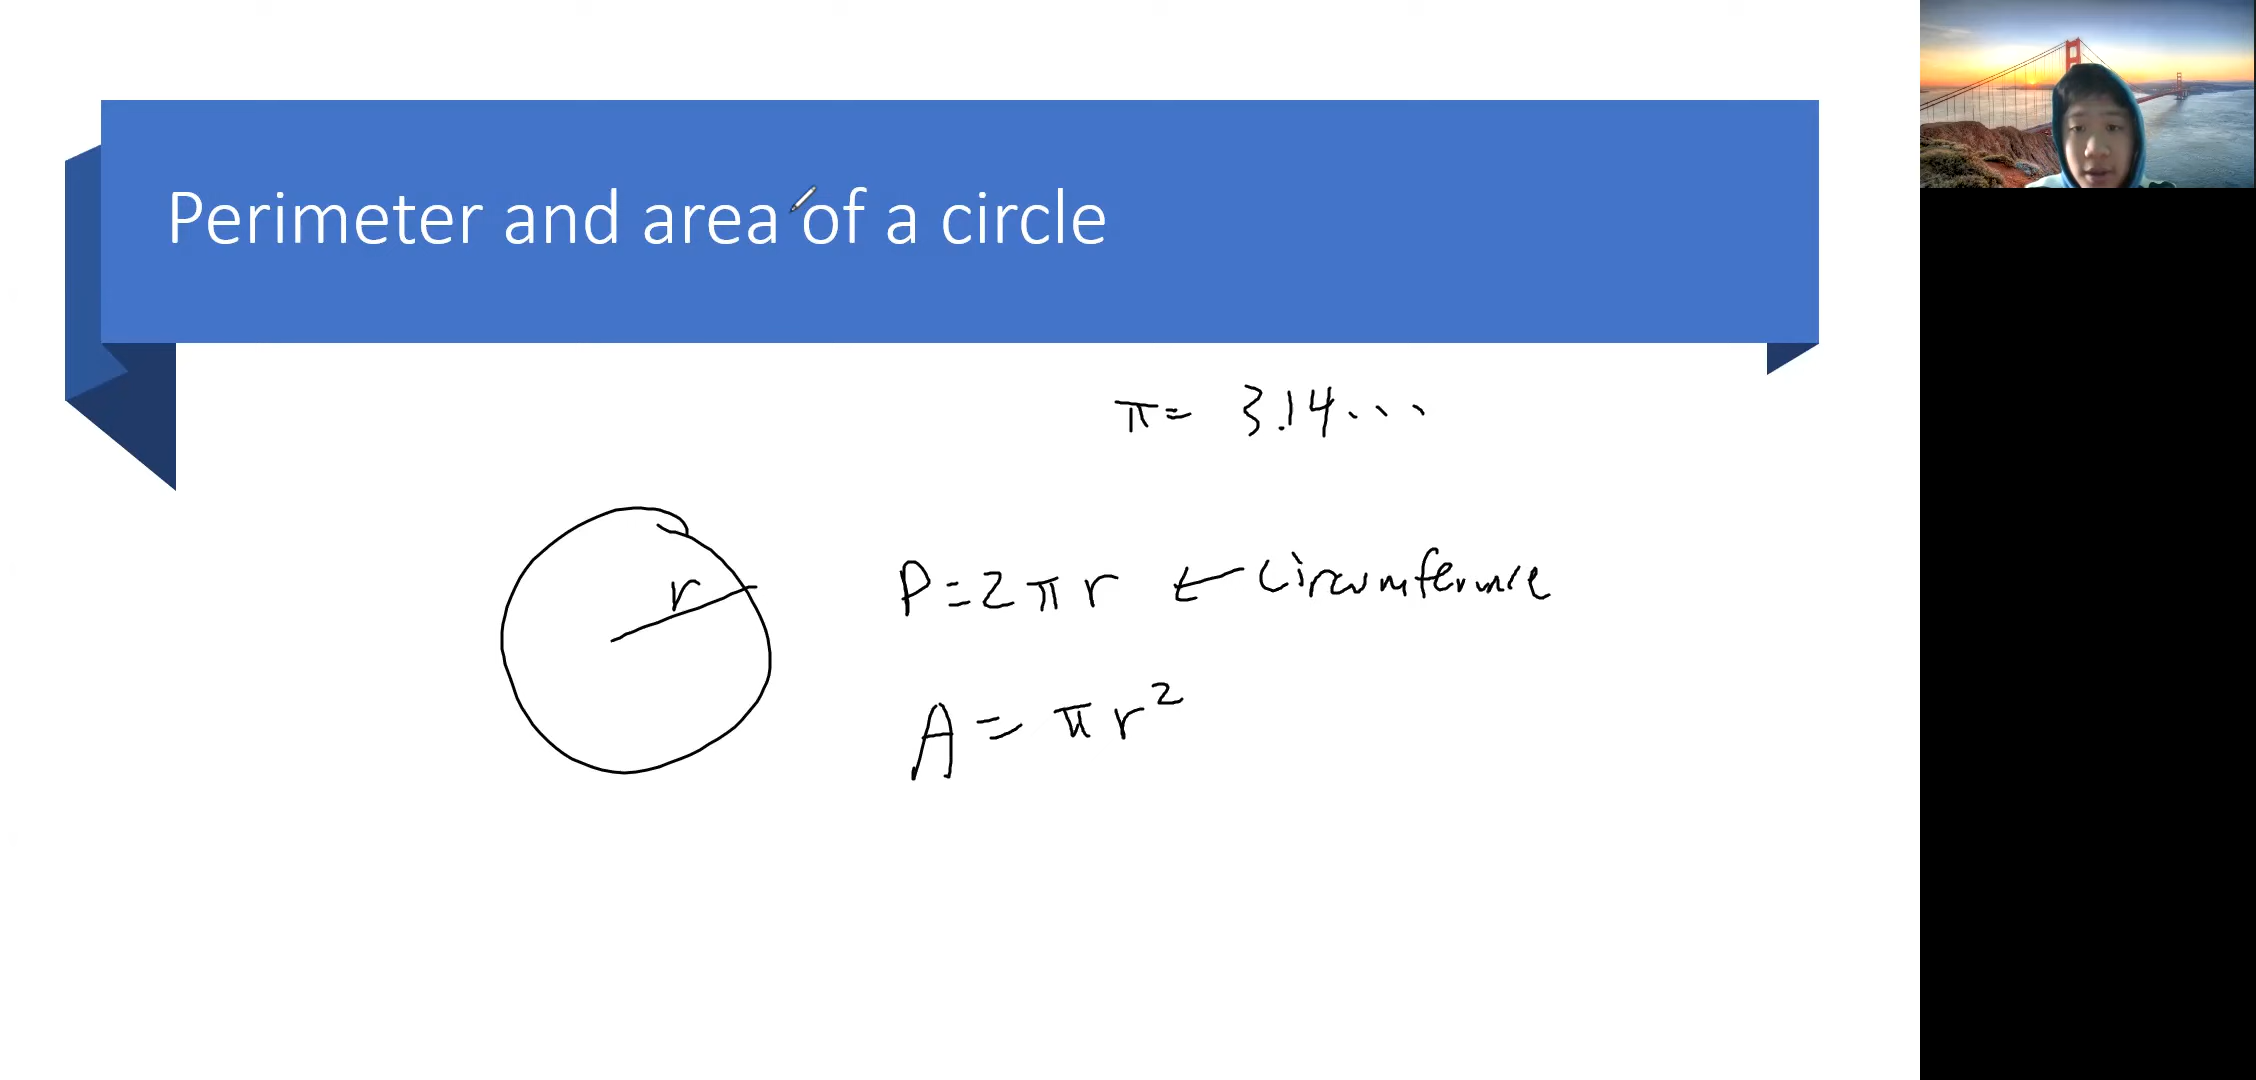 Perimeter and area of a circle
π = 3.14...
r
P = 2πr ← circumference
A = πr²